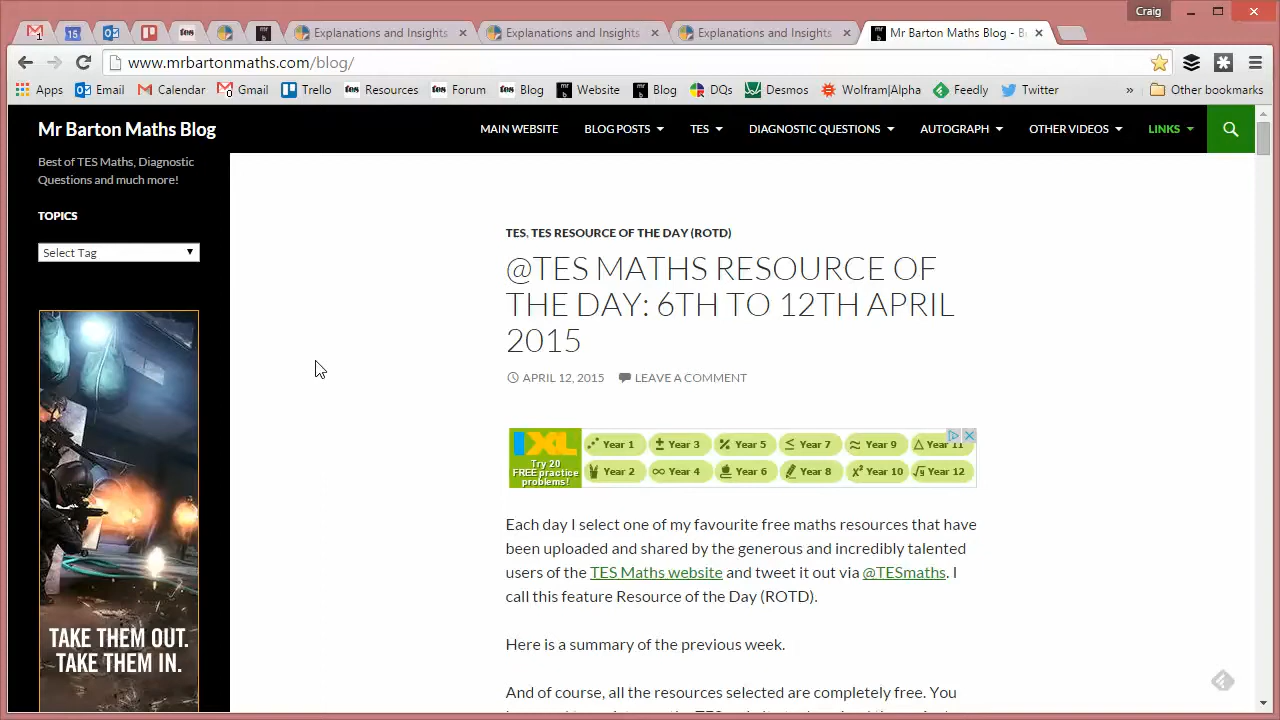 Craig
Explanations and Insights
Explanations and Insights
Explanations and Insights
Mr Barton Maths Blog - B
www.mrbartonmaths.com/blog/
Apps
Email
Calendar
Gmail
Trello
tes Resources
tes Forum
tes Blog
Website
Blog
DQs
Desmos
Wolfram|Alpha
Feedly
Twitter
»
Other bookmarks
Mr Barton Maths Blog
MAIN WEBSITE
BLOG POSTS
TES
DIAGNOSTIC QUESTIONS
AUTOGRAPH
OTHER VIDEOS
LINKS
Best of TES Maths, Diagnostic
Questions and much more!
TOPICS
Select Tag
TAKE THEM OUT.
TAKE THEM IN.
TES, TES RESOURCE OF THE DAY (ROTD)
@TES MATHS RESOURCE OF
THE DAY: 6TH TO 12TH APRIL
2015
APRIL 12, 2015
LEAVE A COMMENT
IXL
Try 20
FREE practice
problems!
Year 1
Year 3
Year 5
Year 7
Year 9
Year 11
Year 2
Year 4
Year 6
Year 8
Year 10
Year 12
Each day I select one of my favourite free maths resources that have
been uploaded and shared by the generous and incredibly talented
users of the TES Maths website and tweet it out via @TESmaths. I
call this feature Resource of the Day (ROTD).
Here is a summary of the previous week.
And of course, all the resources selected are completely free. You